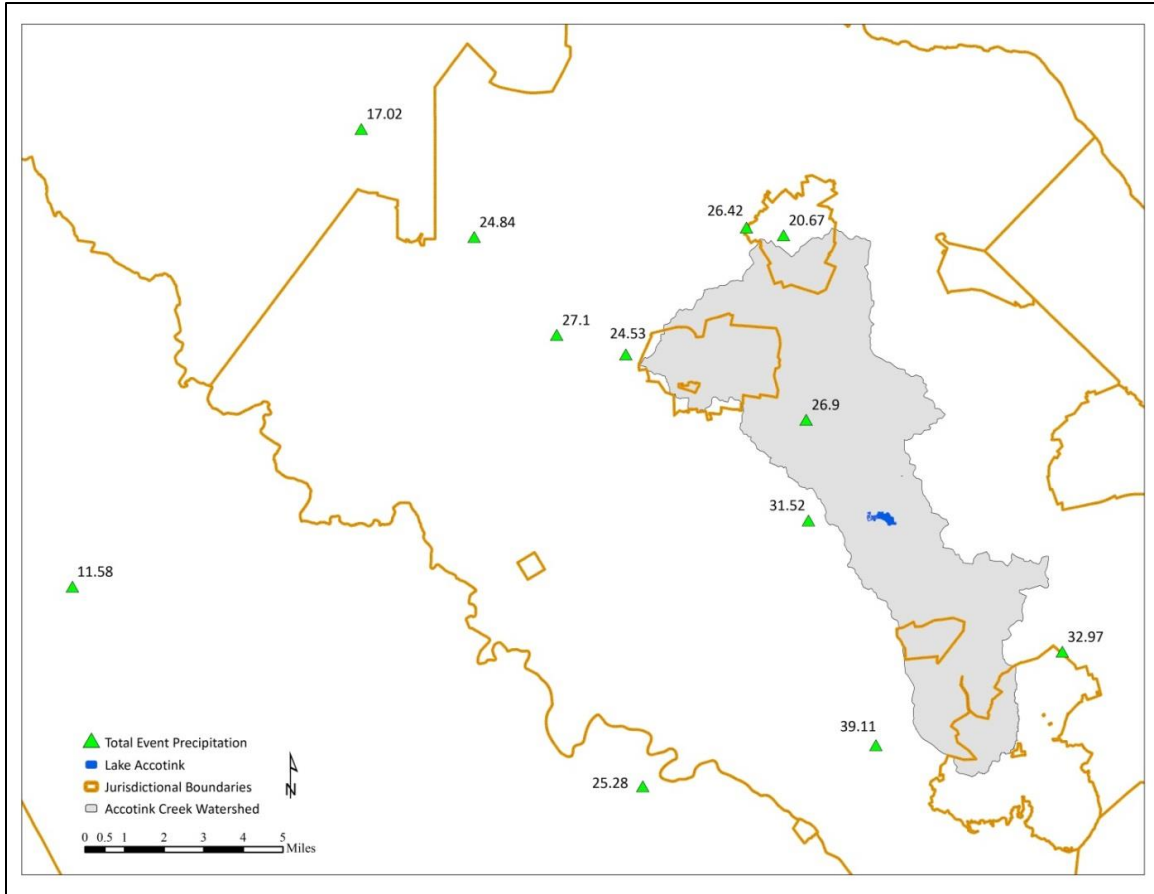 17.02
24.84
26.42
20.67
27.1
24.53
26.9
31.52
11.58
32.97
39.11
25.28
Total Event Precipitation
Lake Accotink
Jurisdictional Boundaries
Accotink Creek Watershed
N
0 0.5 1 2 3 4 5
Miles